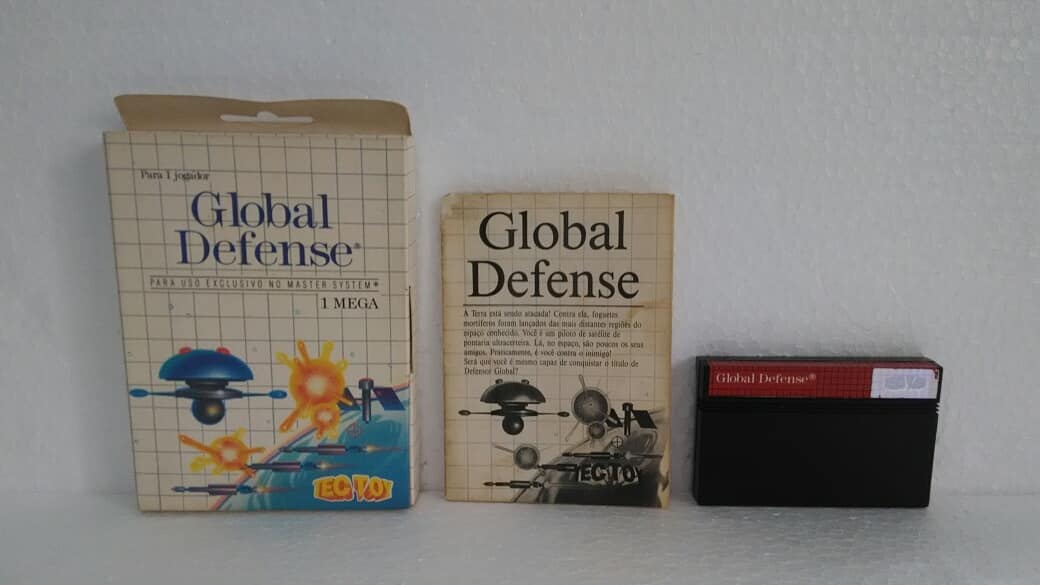 Para 1 jogador
Global
Defense®
PARA USO EXCLUSIVO NO MASTER SYSTEM®
1 MEGA
TEC TOY
Global
Defense
A Terra está sendo atacada! Contra ela, foguetes
mortíferos foram lançados das mais distantes regiões do
espaço conhecido. Você é um piloto de satélite de
pontaria ultracerteira. Lá, no espaço, são poucos os seus
amigos. Praticamente, é você contra o inimigo!
Será que você é mesmo capaz de conquistar o título de
Defensor Global?
TEC TOY
Global Defense®
TEC TOY